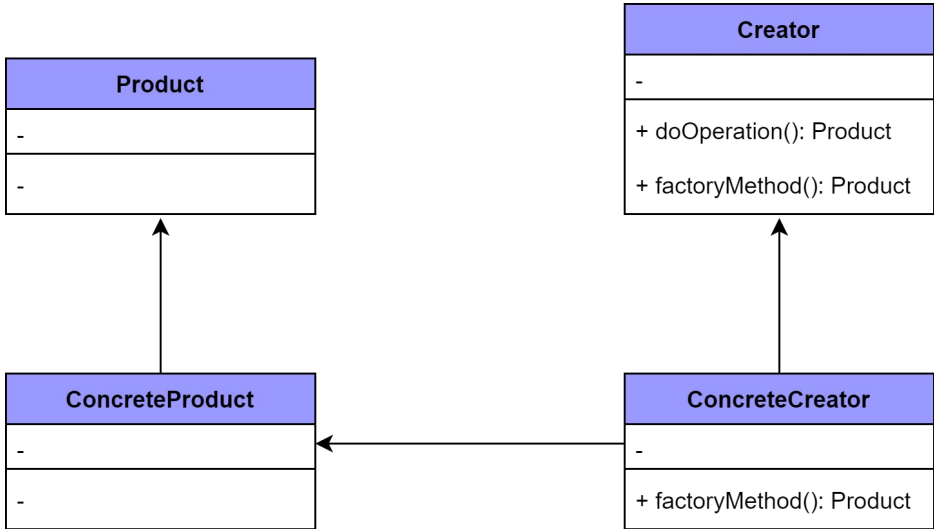 Product
-
-
Creator
-
+ doOperation(): Product
+ factoryMethod(): Product
ConcreteProduct
-
-
ConcreteCreator
-
+ factoryMethod(): Product